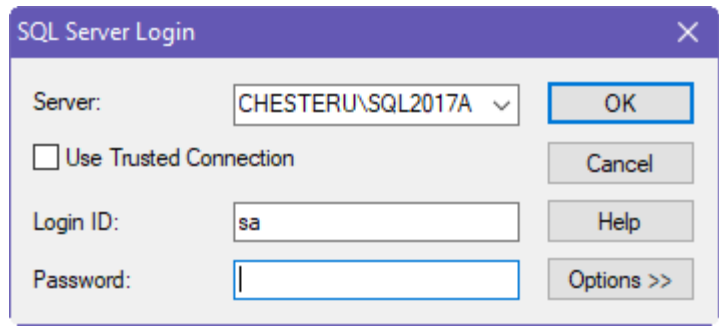 SQL Server Login
Server: CHESTERU\SQL2017A OK
Use Trusted Connection Cancel
Login ID: sa Help
Password: Options >>